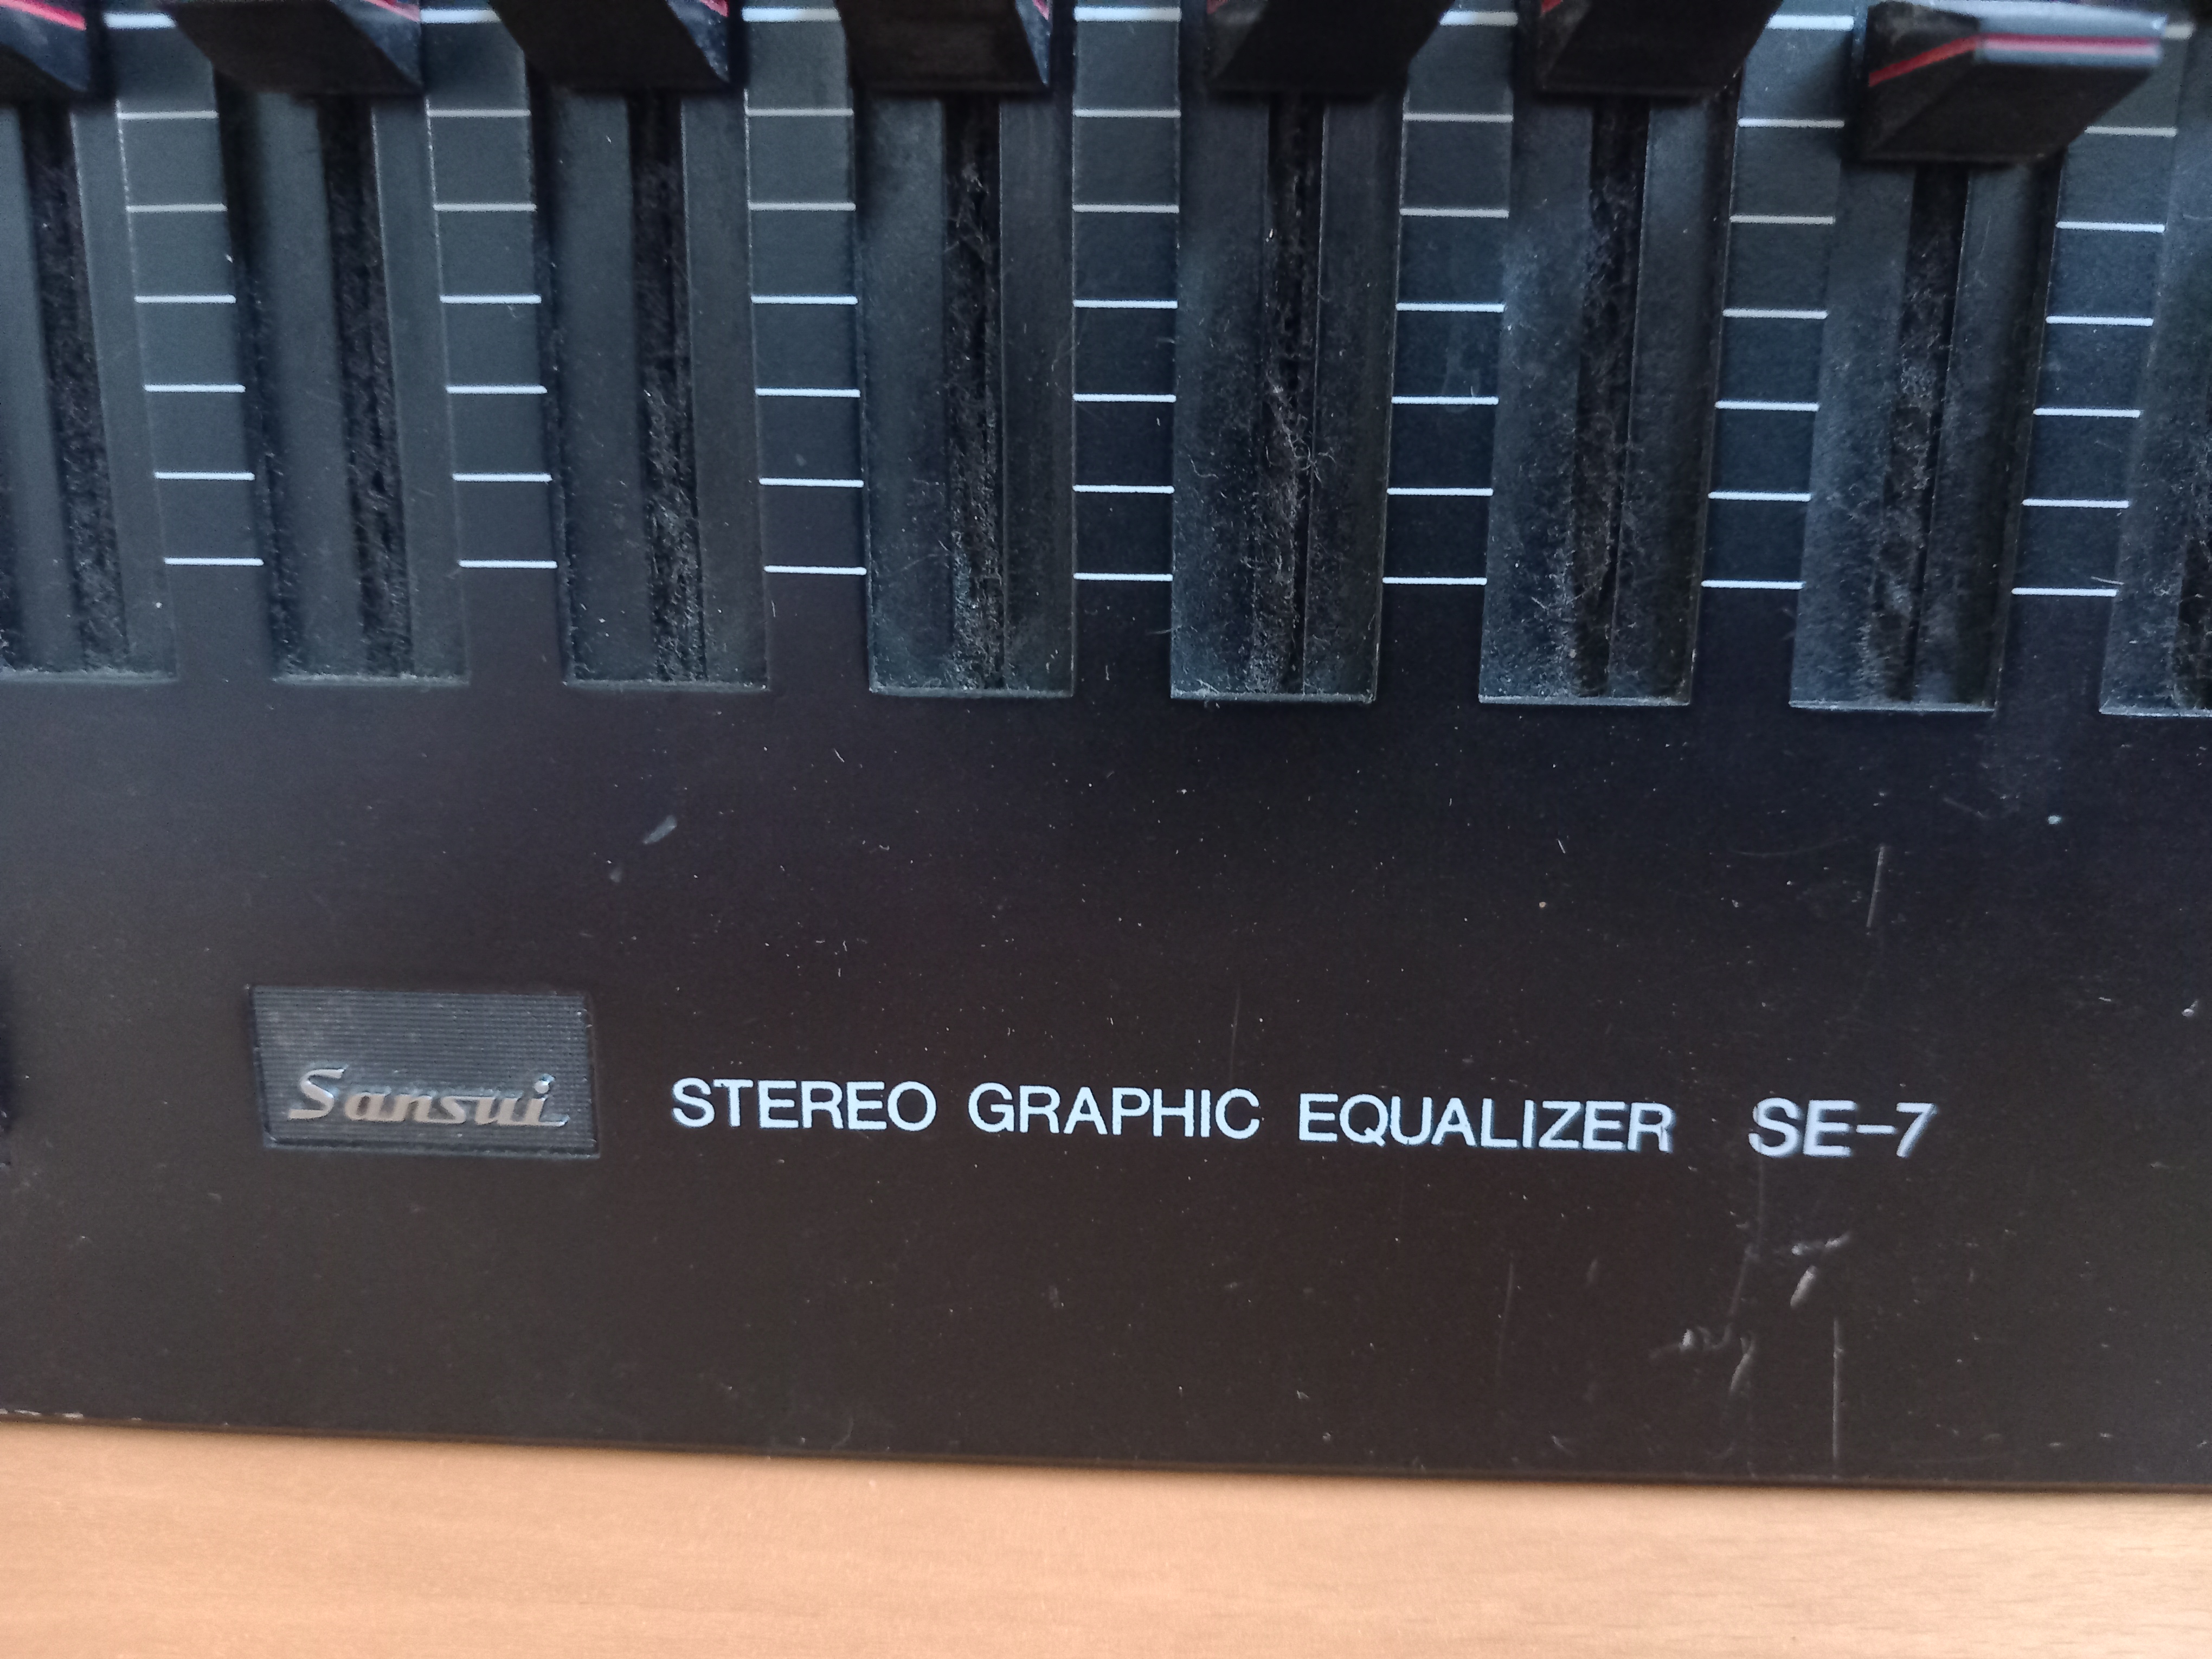 Sansui STEREO GRAPHIC EQUALIZER SE-7